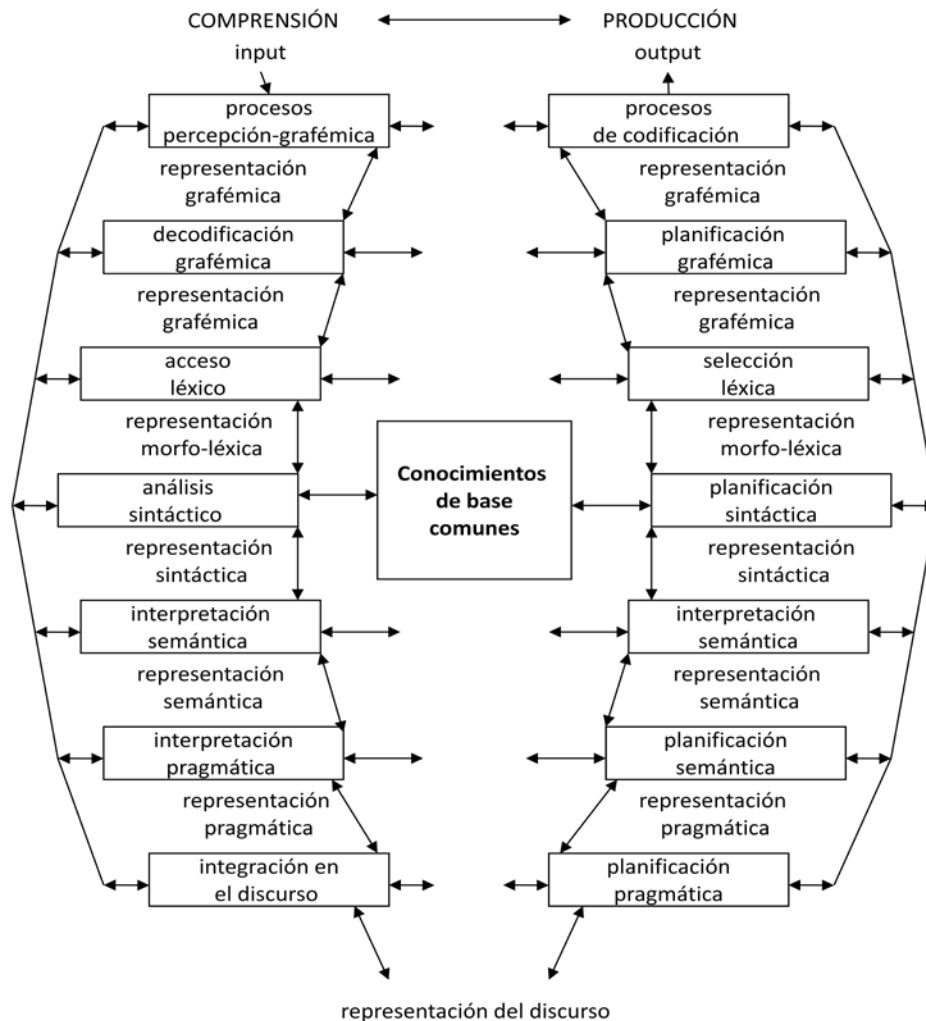 COMPRENSIÓN
PRODUCCIÓN
input
output
procesos
percepción-grafémica
representación
grafémica
decodificación
grafémica
representación
grafémica
acceso
léxico
representación
morfo-léxica
análisis
sintáctico
representación
sintáctica
interpretación
semántica
representación
semántica
interpretación
pragmática
representación
pragmática
integración en
el discurso
Conocimientos
de base
comunes
procesos
de codificación
representación
grafémica
planificación
grafémica
representación
grafémica
selección
léxica
representación
morfo-léxica
planificación
sintáctica
representación
sintáctica
interpretación
semántica
representación
semántica
planificación
semántica
representación
pragmática
planificación
pragmática
representación del discurso